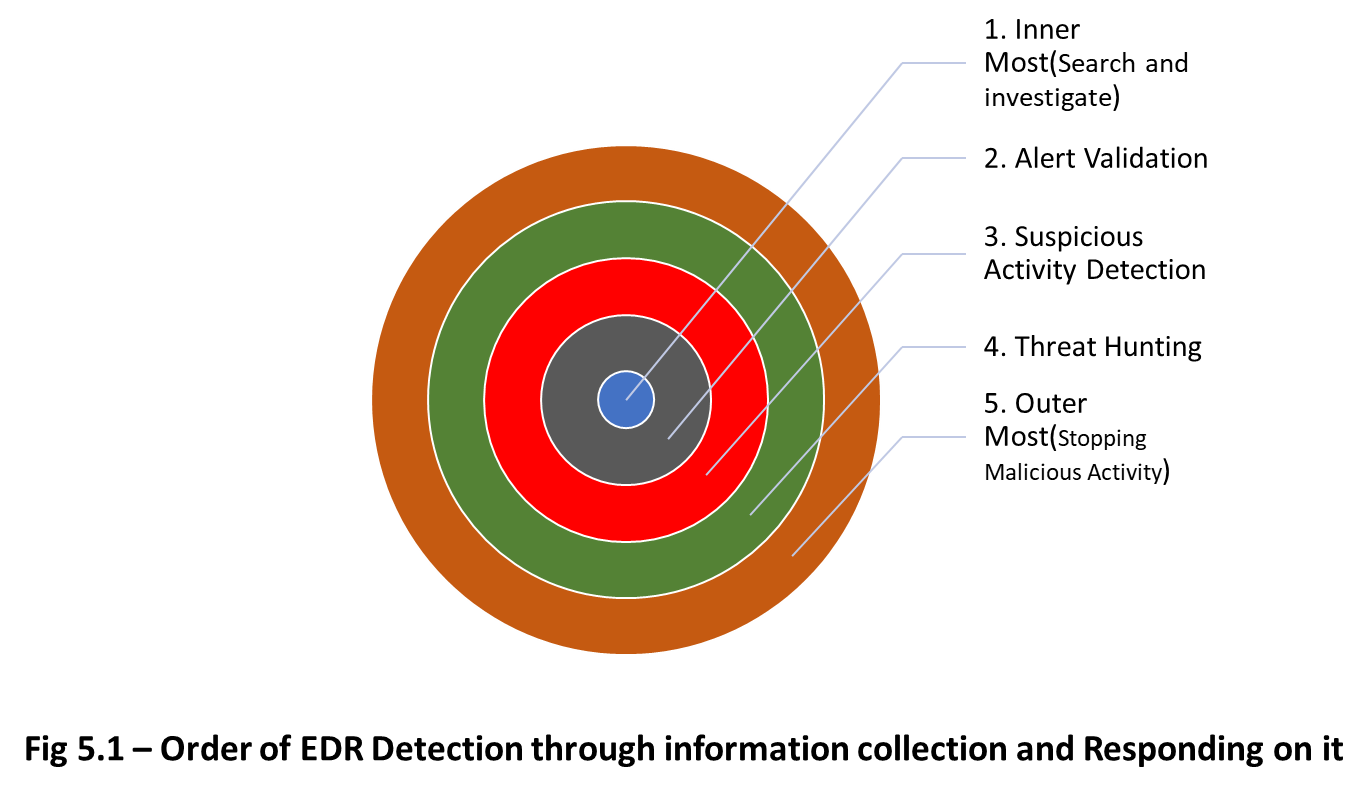 1. Inner
Most(Search and
investigate)
2. Alert Validation
3. Suspicious
Activity Detection
4. Threat Hunting
5. Outer
Most(Stopping
Malicious Activity)
Fig 5.1 – Order of EDR Detection through information collection and Responding on it